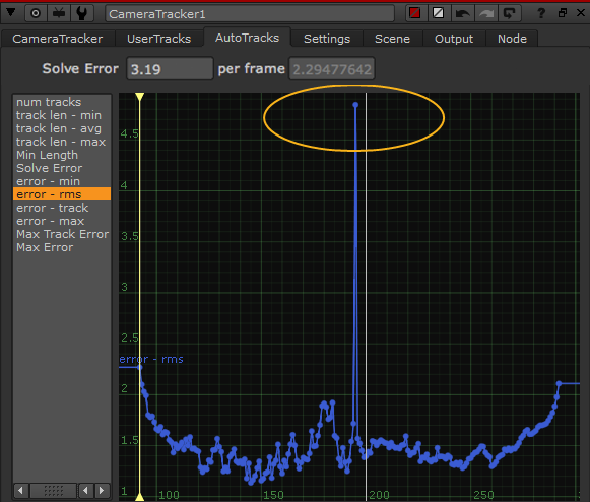 CameraTracker1
?
CameraTracker UserTracks AutoTracks Settings Scene Output Node
Solve Error 3.19 per frame 2.29477642
num tracks
track len - min
track len - avg
track len - max
Min Length
Solve Error
error - min
error - rms
error - track
error - max
Max Track Error
Max Error
4.5
4
3.5
3
2.5
error - rms
2
1.5
1
100 150 200 250